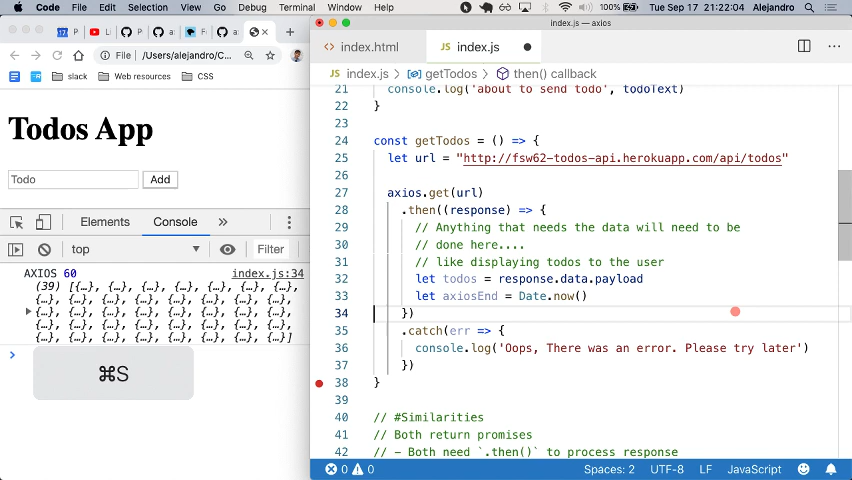 Code File Edit Selection View Go Debug Terminal Window Help 100% Tue Sep 17 21:22:04 Alejandro
index.js — axios
17 P
index.html
JS index.js
File /Users/alejandro/C…
slack Web resources CSS
JS index.js > getTodos > then() callback
Todos App
Todo Add
Elements Console »
top Filter
AXIOS 60 index.js:34
(39) [{…}, {…}, {…}, {…}, {…}, {…}, {…},
{…}, {…}, {…}, {…}, {…}, {…}, {…}, {…},
{…}, {…}, {…}, {…}, {…}, {…}, {…}, {…},
{…}, {…}, {…}, {…}, {…}, {…}, {…}, {…},
{…}, {…}, {…}, {…}, {…}, {…}, {…}, {…}]
>
⌘S
21 console.log('about to send todo', todoText)
22 }
23
24 const getTodos = () => {
25 let url = "http://fsw62-todos-api.herokuapp.com/api/todos"
26
27 axios.get(url)
28 .then((response) => {
29 // Anything that needs the data will need to be
30 // done here....
31 // like displaying todos to the user
32 let todos = response.data.payload
33 let axiosEnd = Date.now()
34 })
35 .catch(err => {
36 console.log('Oops, There was an error. Please try later')
37 })
38 }
39
40 // #Similarities
41 // Both return promises
42 // - Both need `.then()` to process response
0 0 Spaces: 2 UTF-8 LF JavaScript